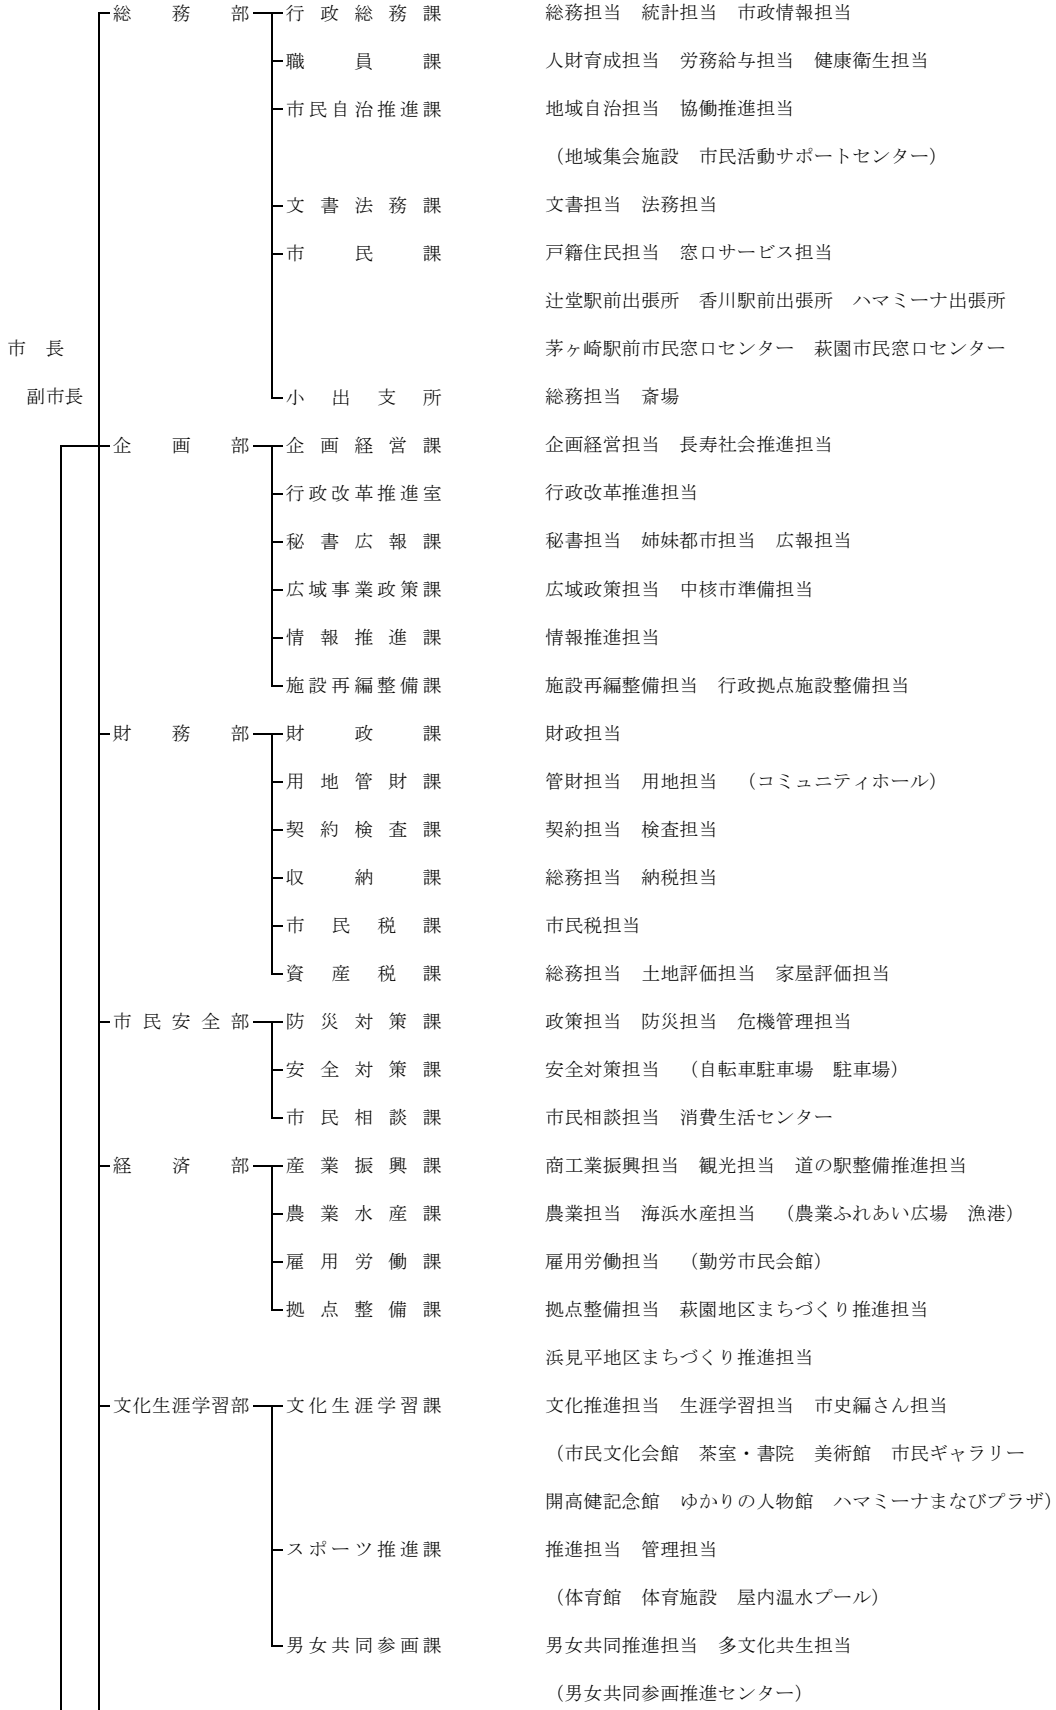 総務部 行政総務課 総務担当 統計担当 市政情報担当
職員課 人財育成担当 労務給与担当 健康衛生担当
市民自治推進課 地域自治担当 協働推進担当
（地域集会施設 市民活動サポートセンター）
文書法務課 文書担当 法務担当
市民課 戸籍住民担当 窓口サービス担当
辻堂駅前出張所 香川駅前出張所 ハマミーナ出張所
市長 茅ヶ崎駅前市民窓口センター 萩園市民窓口センター
副市長 小出支所 総務担当 斎場
企画部 企画経営課 企画経営担当 長寿社会推進担当
行政改革推進室 行政改革推進担当
秘書広報課 秘書担当 姉妹都市担当 広報担当
広域事業政策課 広域政策担当 中核市準備担当
情報推進課 情報推進担当
施設再編整備課 施設再編整備担当 行政拠点施設整備担当
財務部 財政課 財政担当
用地管財課 管財担当 用地担当 （コミュニティホール）
契約検査課 契約担当 検査担当
収納課 総務担当 納税担当
市民税課 市民税担当
資産税課 総務担当 土地評価担当 家屋評価担当
市民安全部 防災対策課 政策担当 防災担当 危機管理担当
安全対策課 安全対策担当 （自転車駐車場 駐車場）
市民相談課 市民相談担当 消費生活センター
経済部 産業振興課 商工業振興担当 観光担当 道の駅整備推進担当
農業水産課 農業担当 海浜水産担当 （農業ふれあい広場 漁港）
雇用労働課 雇用労働担当 （勤労市民会館）
拠点整備課 拠点整備担当 萩園地区まちづくり推進担当
浜見平地区まちづくり推進担当
文化生涯学習部 文化生涯学習課 文化推進担当 生涯学習担当 市史編さん担当
（市民文化会館 茶室・書院 美術館 市民ギャラリー
開高健記念館 ゆかりの人物館 ハマミーナまなびプラザ）
スポーツ推進課 推進担当 管理担当
（体育館 体育施設 屋内温水プール）
男女共同参画課 男女共同推進担当 多文化共生担当
（男女共同参画推進センター）